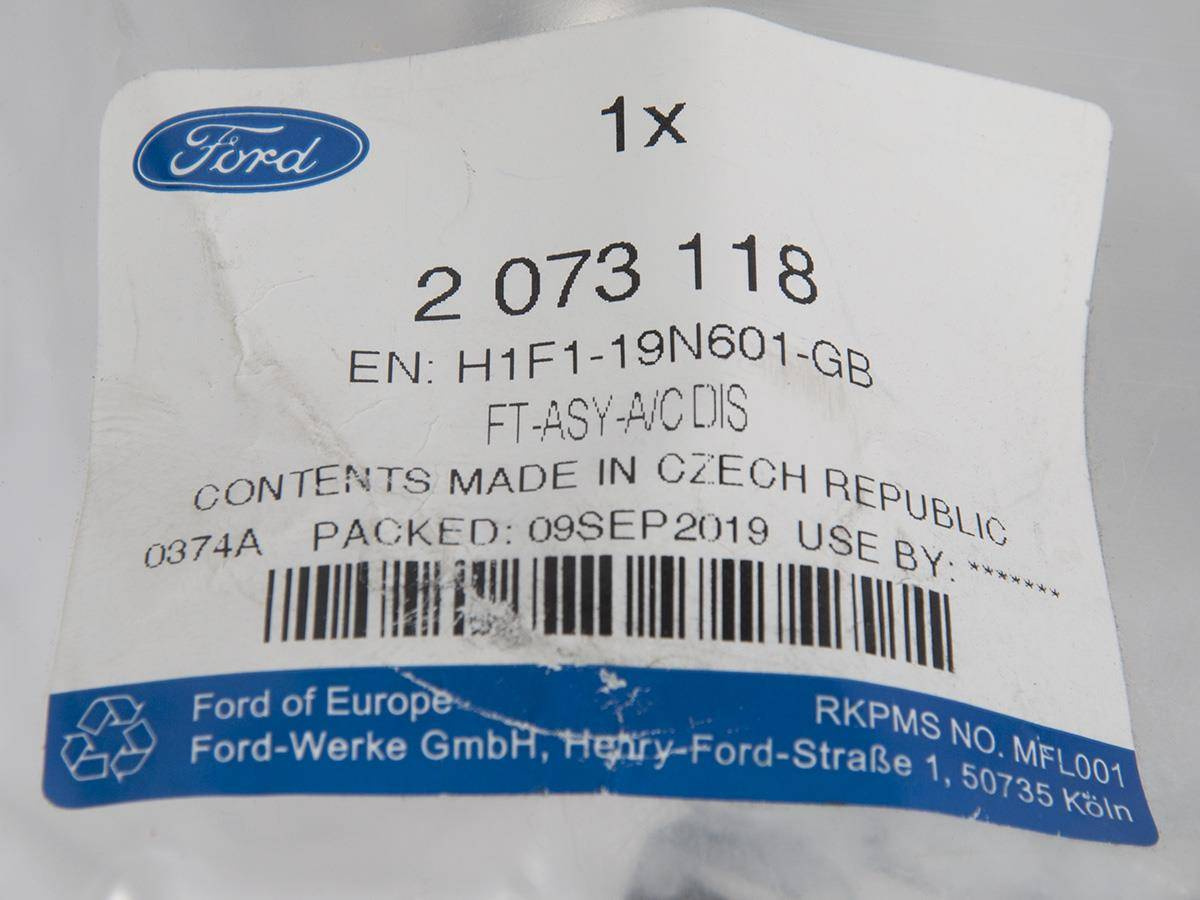 Ford
1x
2 073 118
EN: H1F1-19N601-GB
FT-ASY-A/C DIS
CONTENTS MADE IN CZECH REPUBLIC
0374A PACKED: 09SEP2019 USE BY: *******
Ford of Europe
RKPMS NO. MFL001
Ford-Werke GmbH, Henry-Ford-Straße 1, 50735 Köln